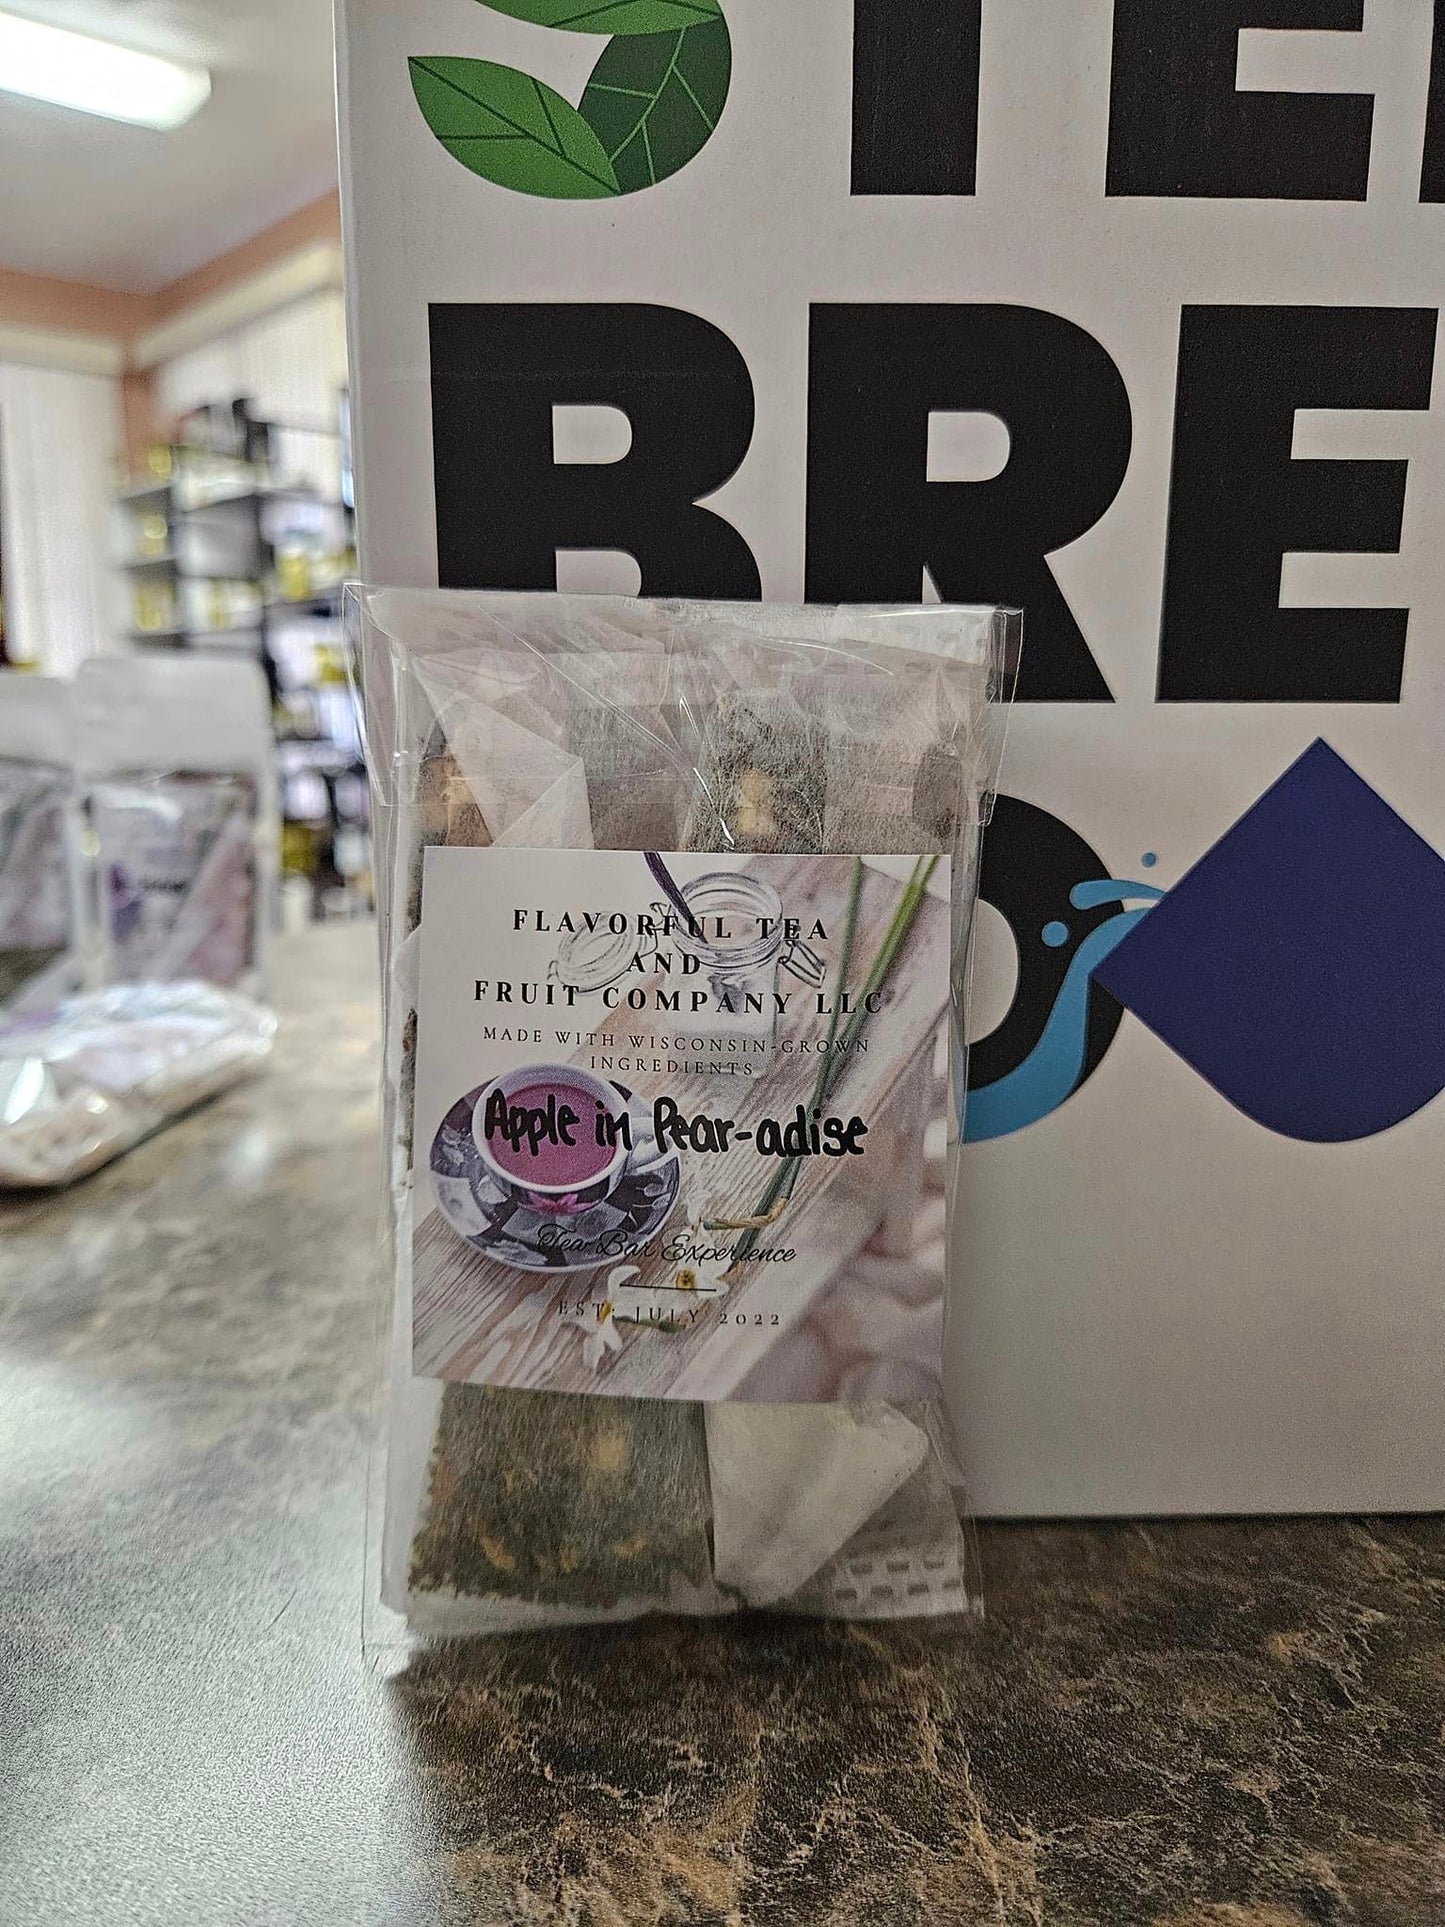 STE
BRE
FLAVORFUL TEA
AND
FRUIT COMPANY LLC
MADE WITH WISCONSIN-GROWN
INGREDIENTS
Apple in Pear-adise
Tea Bar Experience
EST: JULY 2022